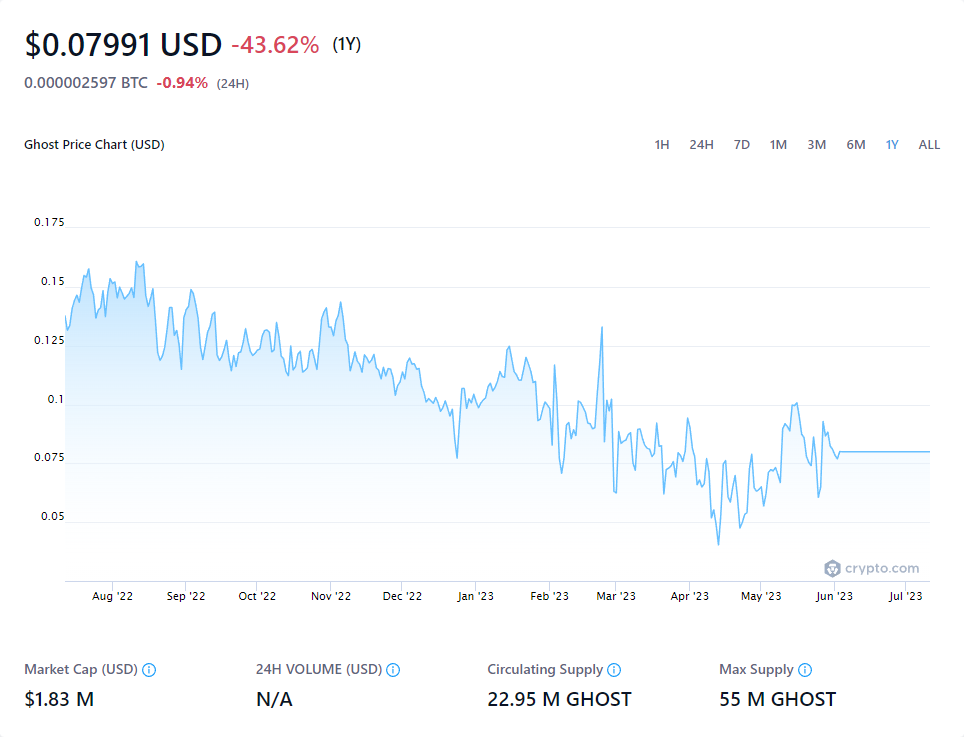 $0.07991 USD -43.62% (1Y)
0.000002597 BTC -0.94% (24H)
Ghost Price Chart (USD)
1H 24H 7D 1M 3M 6M 1Y ALL
0.175
0.15
0.125
0.1
0.075
0.05
crypto.com
Aug '22 Sep '22 Oct '22 Nov '22 Dec '22 Jan '23 Feb '23 Mar '23 Apr '23 May '23 Jun '23 Jul '23
Market Cap (USD) 24H VOLUME (USD) Circulating Supply Max Supply
$1.83 M N/A 22.95 M GHOST 55 M GHOST